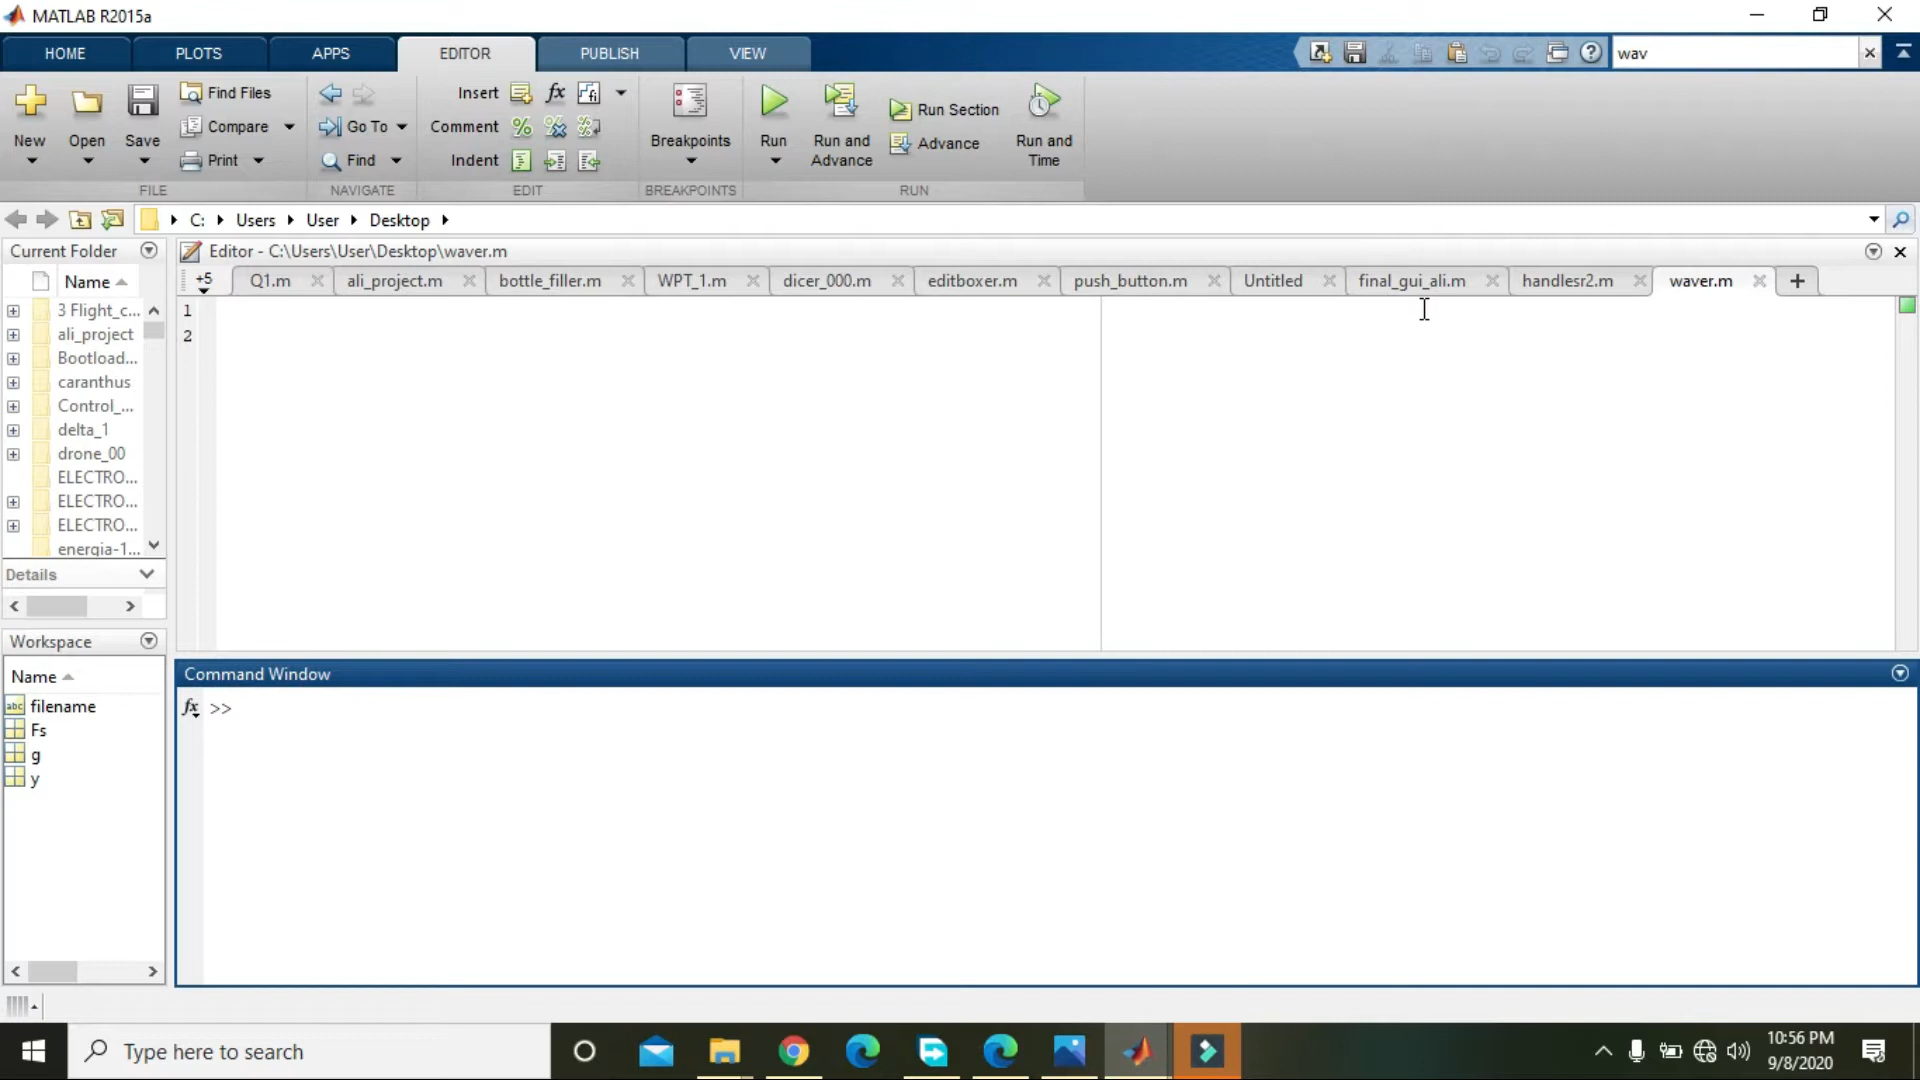 MATLAB R2015a
HOME PLOTS APPS EDITOR PUBLISH VIEW wav
New Open Save Find Files Compare Print
FILE
Go To Find
NAVIGATE
Insert fx
Comment
Indent
EDIT
Breakpoints
BREAKPOINTS
Run Run and Advance Run Section Advance Run and Time
RUN
C: Users User Desktop
Current Folder
Name
3 Flight_c...
ali_project
Bootload...
caranthus
Control_...
delta_1
drone_00
ELECTRO...
ELECTRO...
ELECTRO...
energia-1...
Details
Workspace
Name
abc filename
Fs
g
y
Editor - C:\Users\User\Desktop\waver.m
+5 Q1.m ali_project.m bottle_filler.m WPT_1.m dicer_000.m editboxer.m push_button.m Untitled final_gui_ali.m handlesr2.m waver.m +
1
2
Command Window
fx >>
Type here to search
10:56 PM
9/8/2020